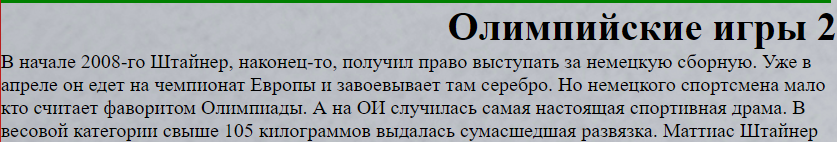 Олимпийские игры 2
В начале 2008-го Штайнер, наконец-то, получил право выступать за немецкую сборную. Уже в
апреле он едет на чемпионат Европы и завоевывает там серебро. Но немецкого спортсмена мало
кто считает фаворитом Олимпиады. А на ОИ случилась самая настоящая спортивная драма. В
весовой категории свыше 105 килограммов выдалась сумасшедшая развязка. Маттиас Штайнер